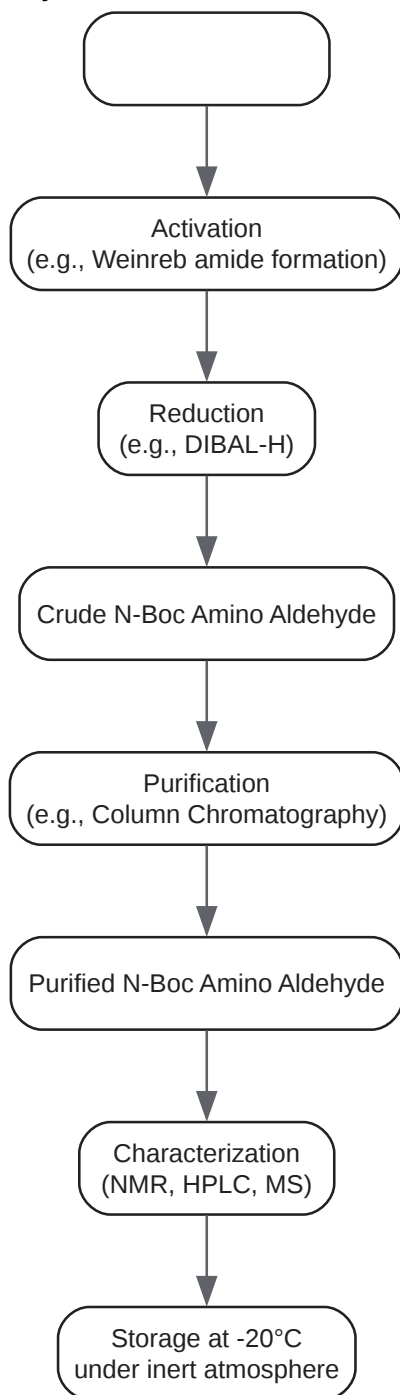 Activation
(e.g., Weinreb amide formation)
Reduction
(e.g., DIBAL-H)
Crude N-Boc Amino Aldehyde
Purification
(e.g., Column Chromatography)
Purified N-Boc Amino Aldehyde
Characterization
(NMR, HPLC, MS)
Storage at -20°C
under inert atmosphere